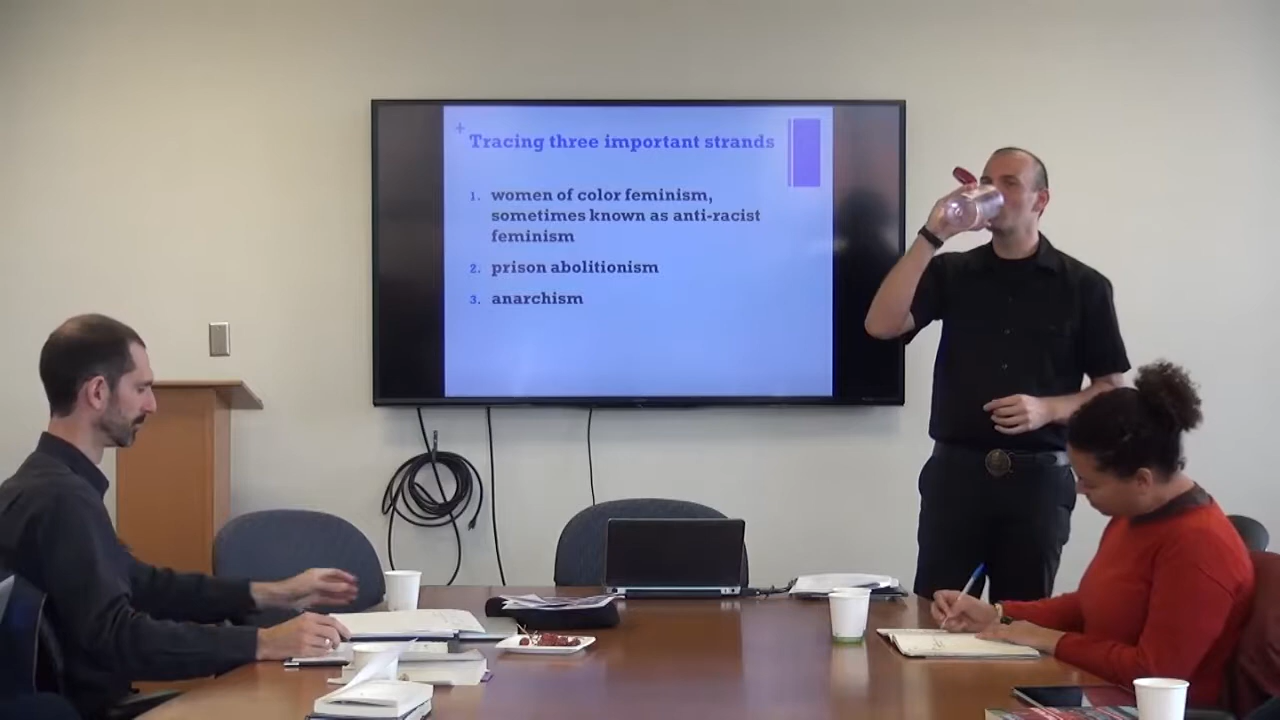 +
Tracing three important strands
1. women of color feminism,
sometimes known as anti-racist
feminism
2. prison abolitionism
3. anarchism